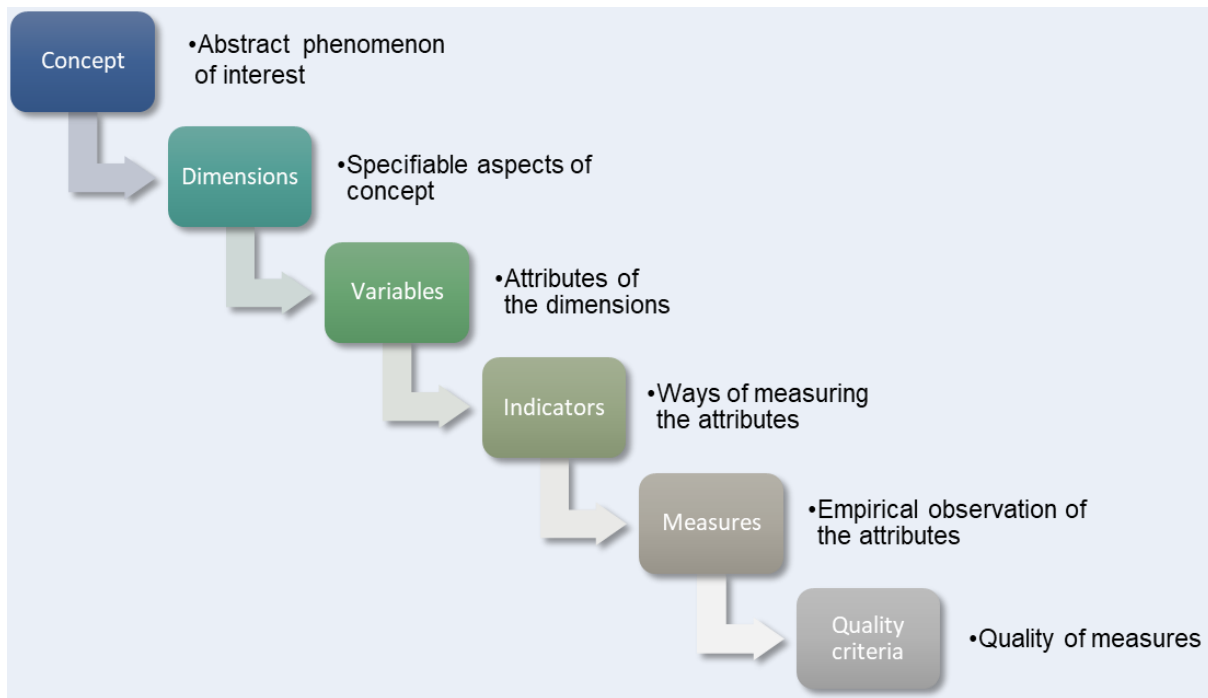 Concept
•Abstract phenomenon
of interest
Dimensions
•Specifiable aspects of
concept
Variables
•Attributes of
the dimensions
Indicators
•Ways of measuring
the attributes
Measures
•Empirical observation of
the attributes
Quality
criteria
•Quality of measures